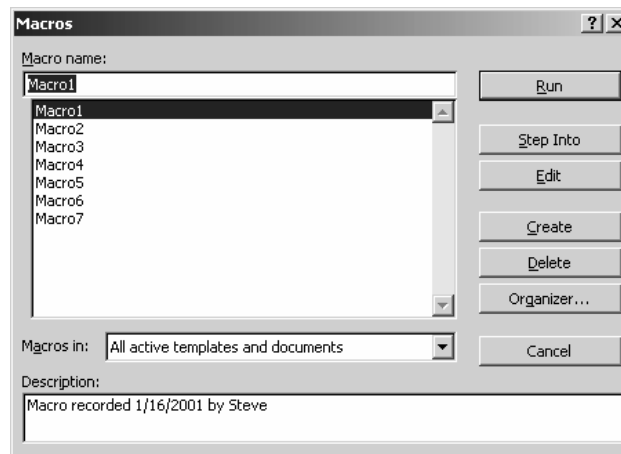 Macros
Macro name:
Macro1
Macro1
Macro2
Macro3
Macro4
Macro5
Macro6
Macro7
Run
Step Into
Edit
Create
Delete
Organizer...
Cancel
Macros in: All active templates and documents
Description:
Macro recorded 1/16/2001 by Steve